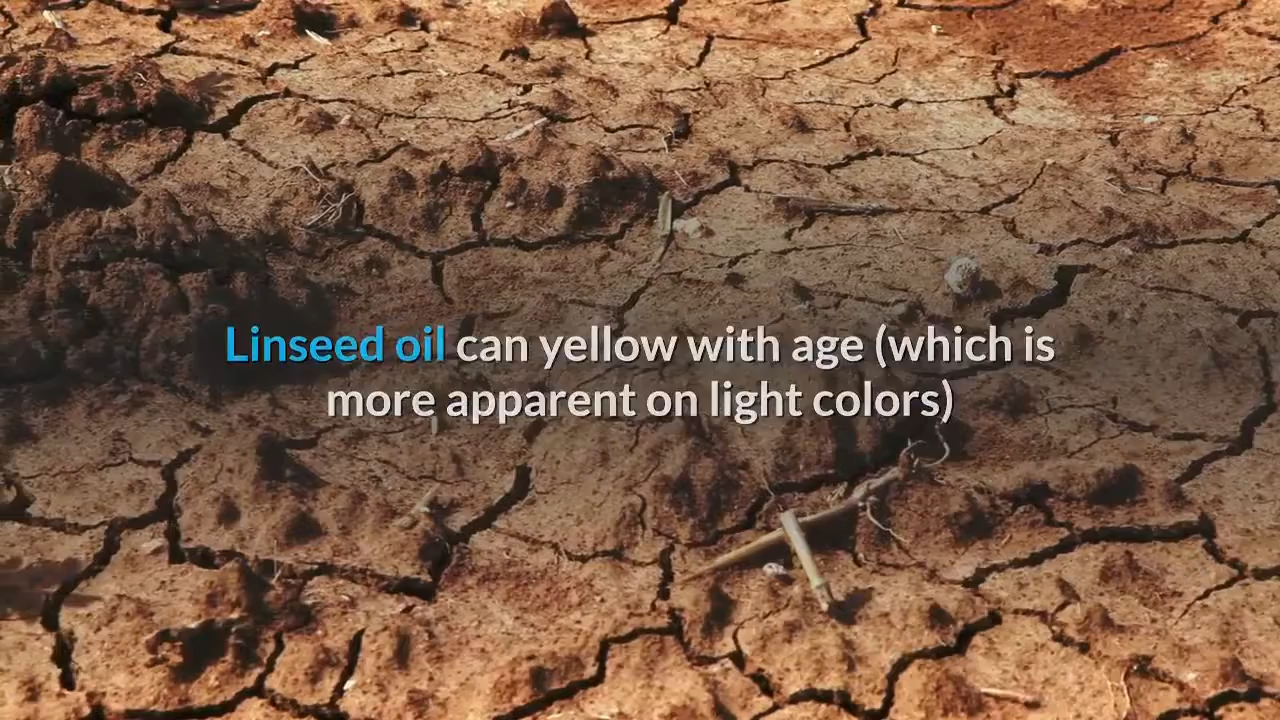 Linseed oil can yellow with age (which is
more apparent on light colors)